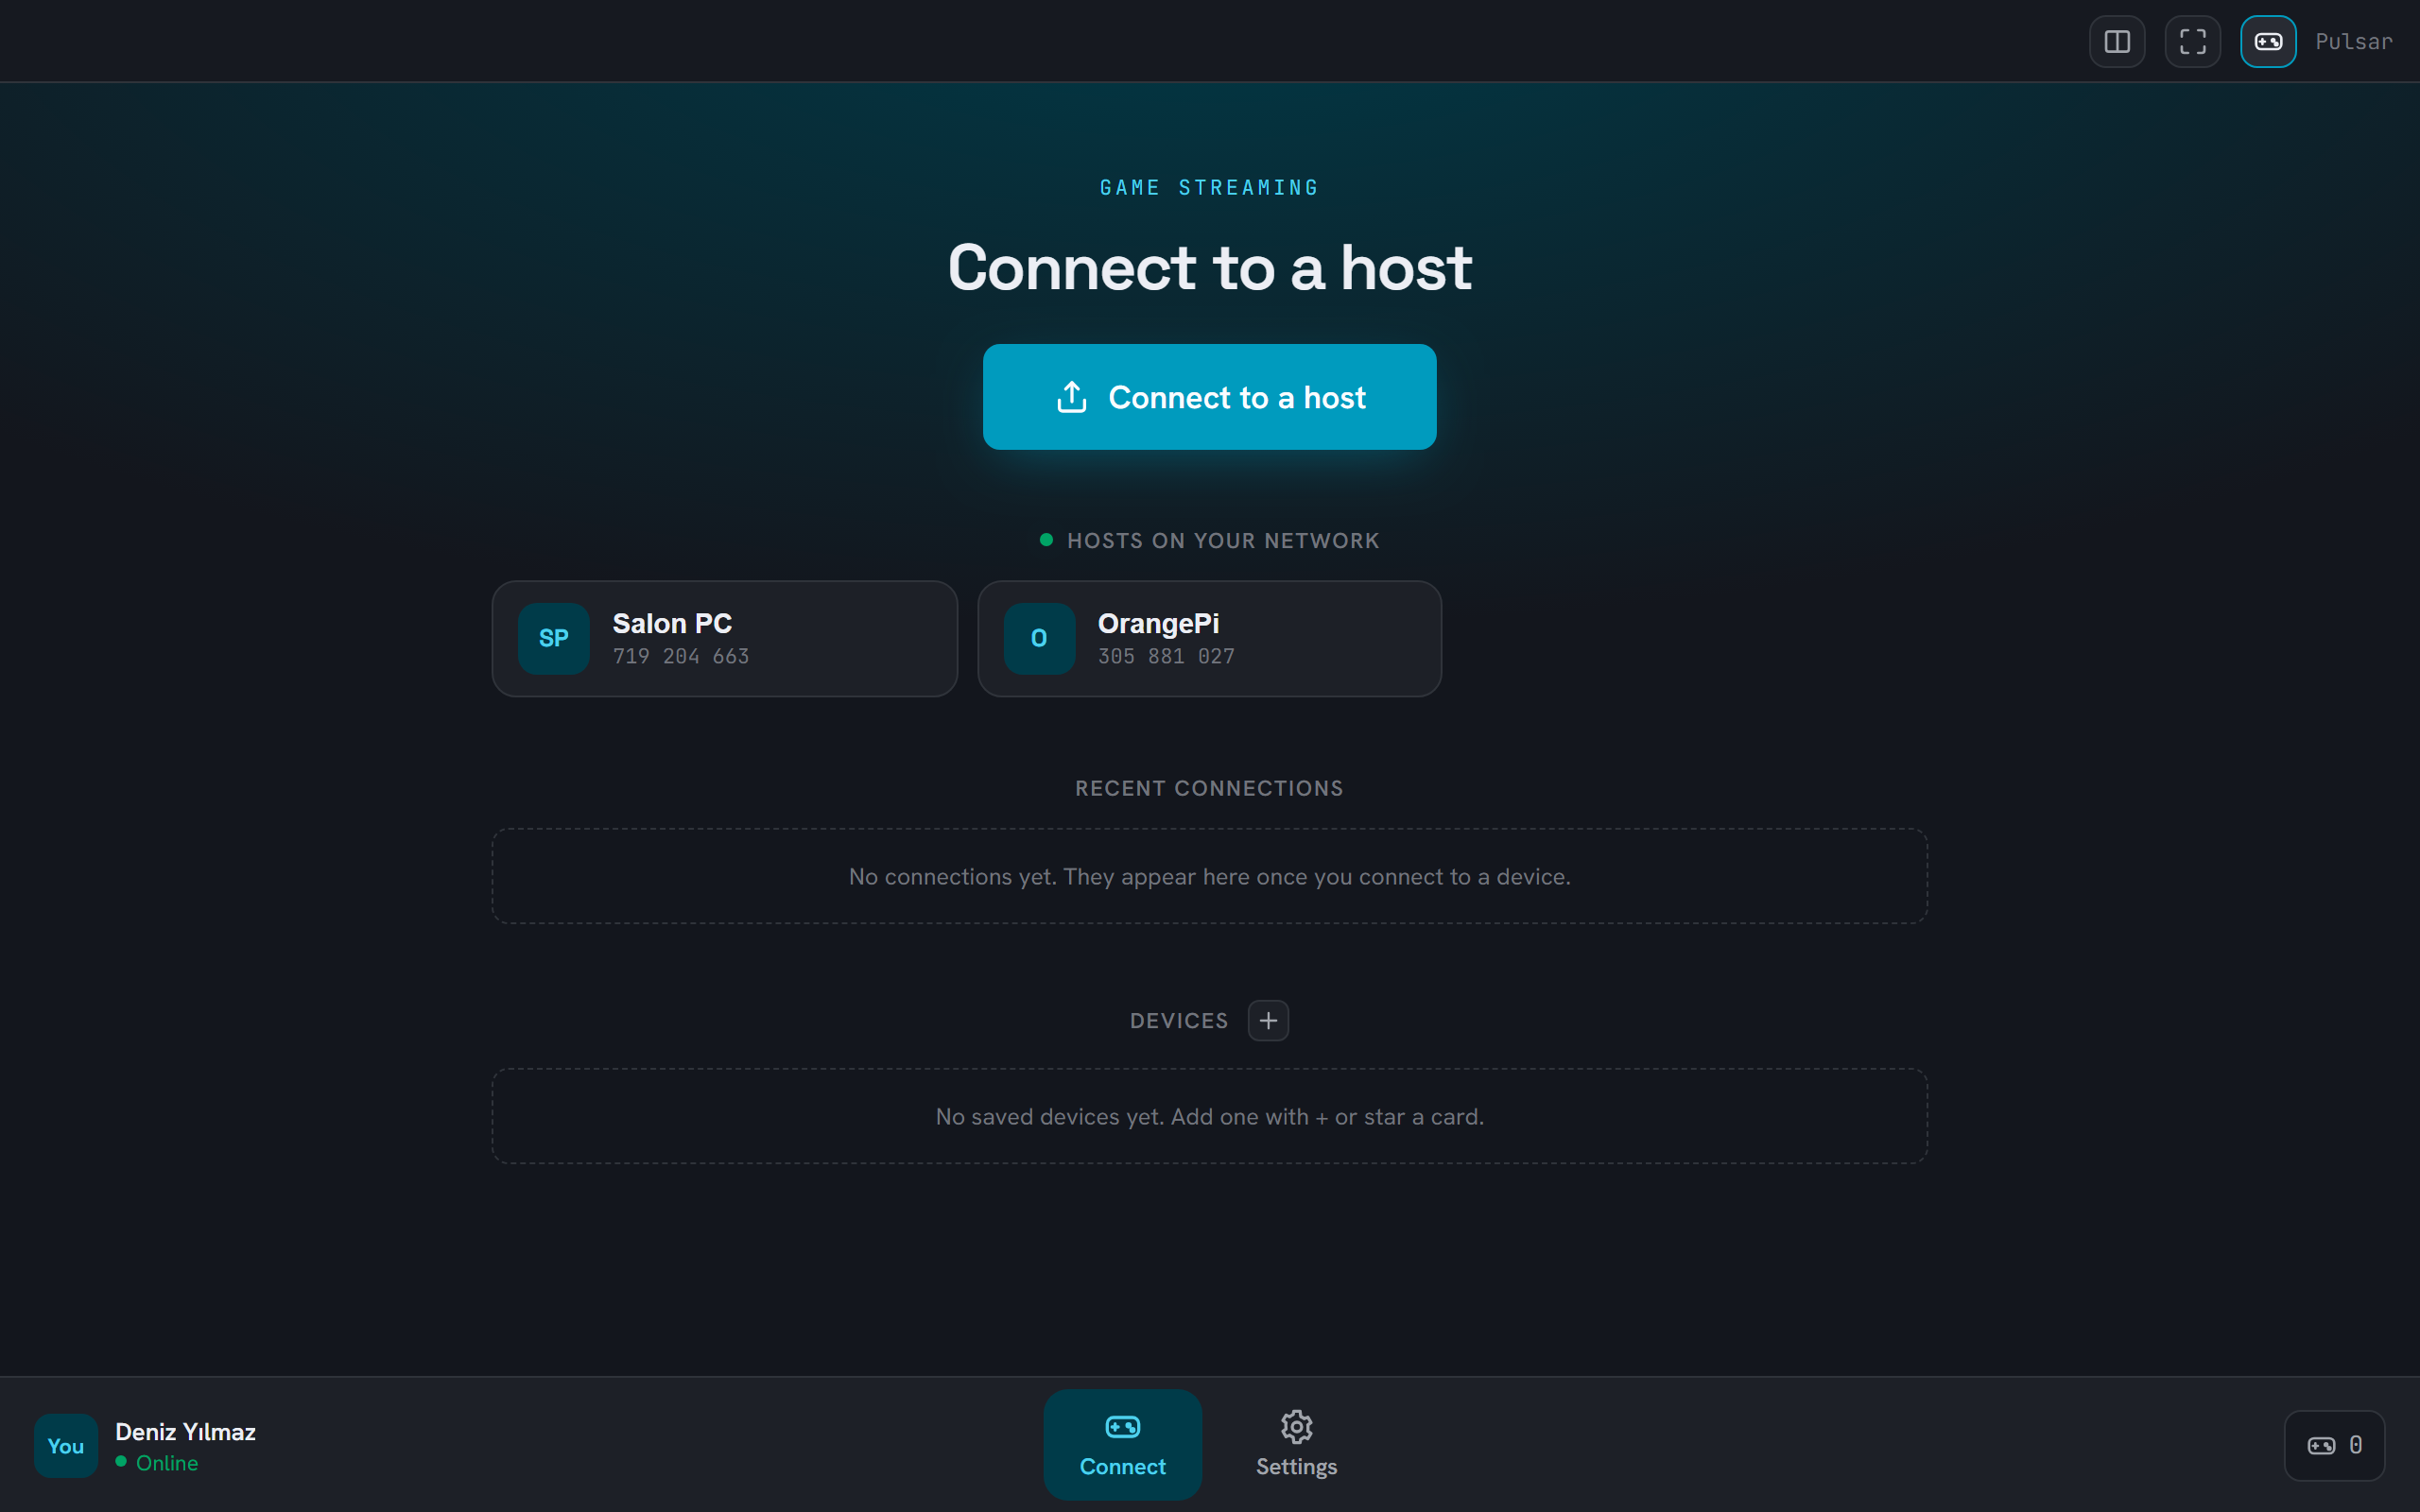 Pulsar
GAME STREAMING
Connect to a host
Connect to a host
HOSTS ON YOUR NETWORK
SP
Salon PC
719 204 663
O
OrangePi
305 881 027
RECENT CONNECTIONS
No connections yet. They appear here once you connect to a device.
DEVICES +
No saved devices yet. Add one with + or star a card.
You
Deniz Yılmaz
Online
Connect
Settings
0